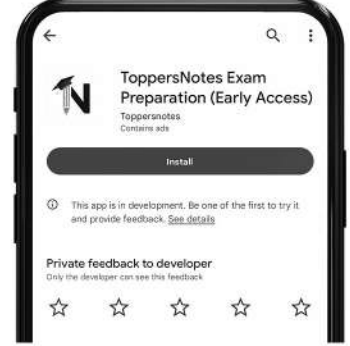 N
ToppersNotes Exam
Preparation (Early Access)
Toppersnotes
Contains ads
Install
This app is in development. Be one of the first to try it
and provide feedback. See details
Private feedback to developer
Only the developer can see this feedback